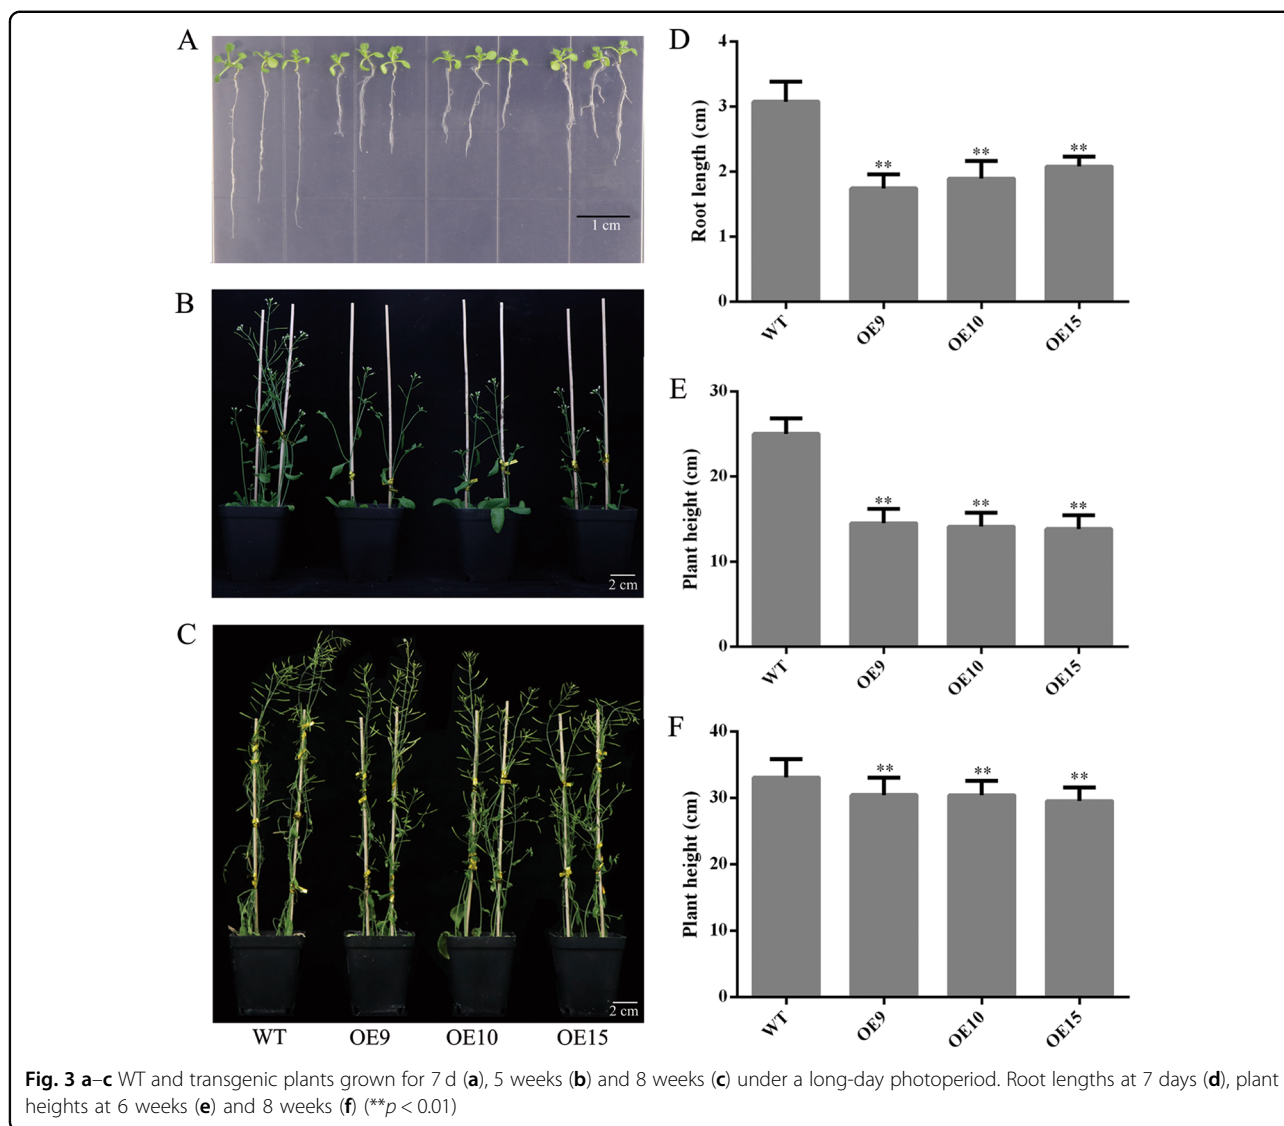 A
1 cm
B
2 cm
C
2 cm
WT OE9 OE10 OE15
D
Root length (cm)
4
3
2
1
0
** ** **
WT OE9 OE10 OE15
E
Plant height (cm)
30
20
10
0
** ** **
WT OE9 OE10 OE15
F
Plant height (cm)
40
30
20
10
0
** ** **
WT OE9 OE10 OE15
Fig. 3 a–c WT and transgenic plants grown for 7 d (a), 5 weeks (b) and 8 weeks (c) under a long-day photoperiod. Root lengths at 7 days (d), plant
heights at 6 weeks (e) and 8 weeks (f) (**p < 0.01)